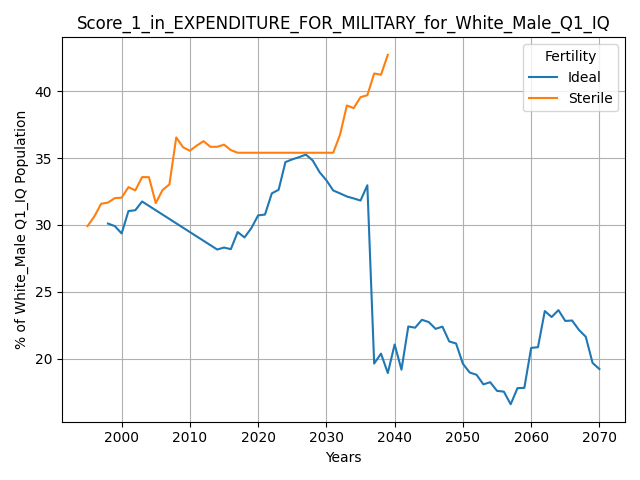 Score_1_in_EXPENDITURE_FOR_MILITARY_for_White_Male_Q1_IQ
Fertility
Ideal
Sterile
% of White_Male Q1_IQ Population
40
35
30
25
20
2000 2010 2020 2030 2040 2050 2060 2070
Years